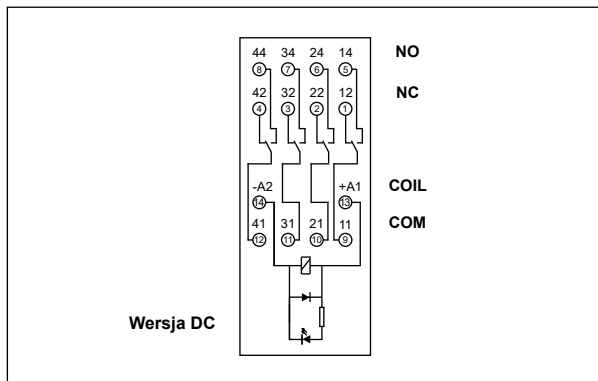 44 34 24 14 NO
8 7 6 5
42 32 22 12 NC
4 3 2 1
-A2 +A1 COIL
14 13
41 31 21 11 COM
12 11 10 9
Wersja DC